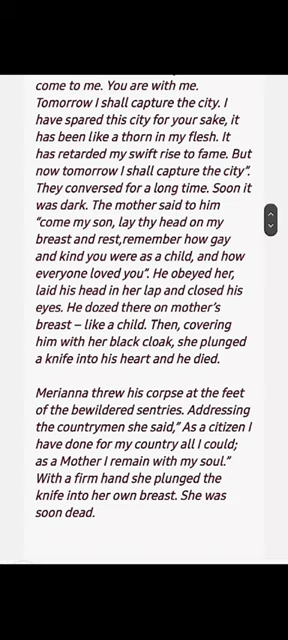 come to me. You are with me.
Tomorrow I shall capture the city. I
have spared this city for your sake, it
has been like a thorn in my flesh. It
has retarded my swift rise to fame. But
now tomorrow I shall capture the city”.
They conversed for a long time. Soon it
was dark. The mother said to him
“come my son, lay thy head on my
breast and rest,remember how gay
and kind you were as a child, and how
everyone loved you”. He obeyed her,
laid his head in her lap and closed his
eyes. He dozed there on mother’s
breast – like a child. Then, covering
him with her black cloak, she plunged
a knife into his heart and he died.
Merianna threw his corpse at the feet
of the bewildered sentries. Addressing
the countrymen she said,” As a citizen I
have done for my country all I could;
as a Mother I remain with my soul.”
With a firm hand she plunged the
knife into her own breast. She was
soon dead.